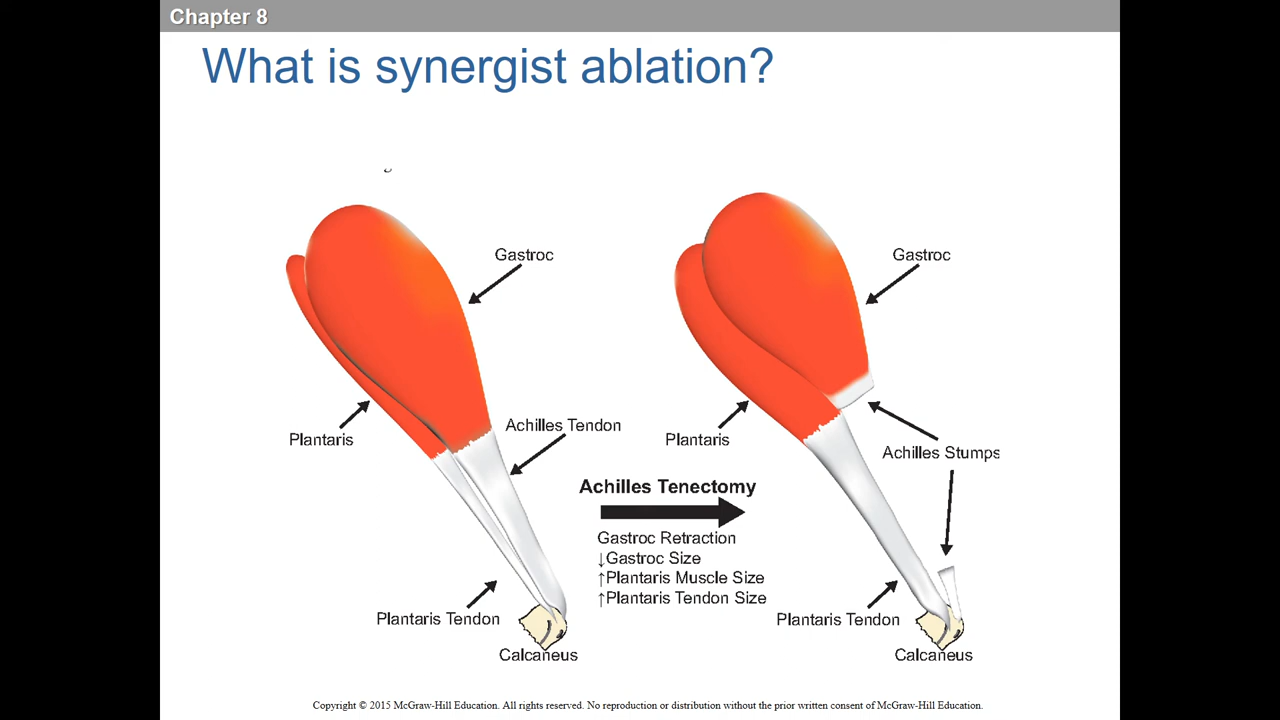 Chapter 8
What is synergist ablation?
Gastroc
Plantaris
Achilles Tendon
Plantaris Tendon
Calcaneus
Achilles Tenectomy
Gastroc Retraction
↓Gastroc Size
↑Plantaris Muscle Size
↑Plantaris Tendon Size
Gastroc
Plantaris
Achilles Stumps
Plantaris Tendon
Calcaneus
Copyright © 2015 McGraw-Hill Education. All rights reserved. No reproduction or distribution without the prior written consent of McGraw-Hill Education.